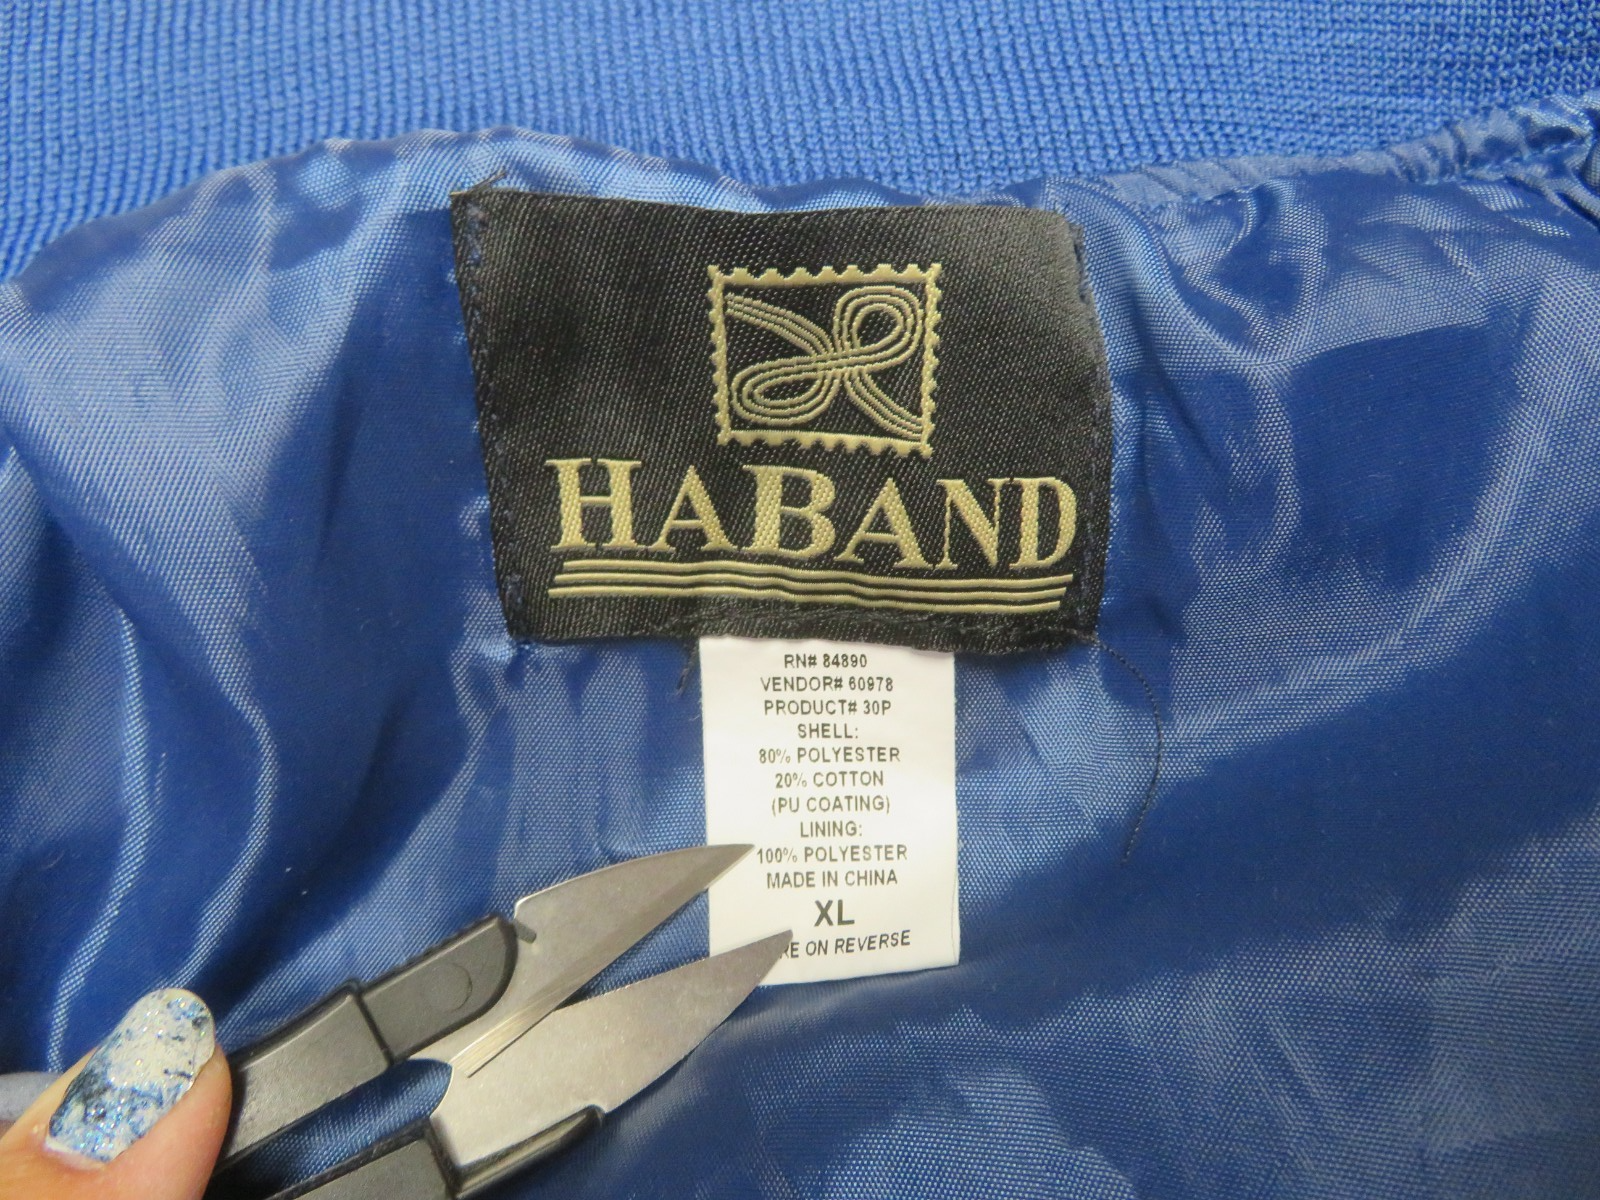 HABAND
RN# 84890
VENDOR# 60978
PRODUCT# 30P
SHELL:
80% POLYESTER
20% COTTON
(PU COATING)
LINING:
100% POLYESTER
MADE IN CHINA
XL
ON REVERSE